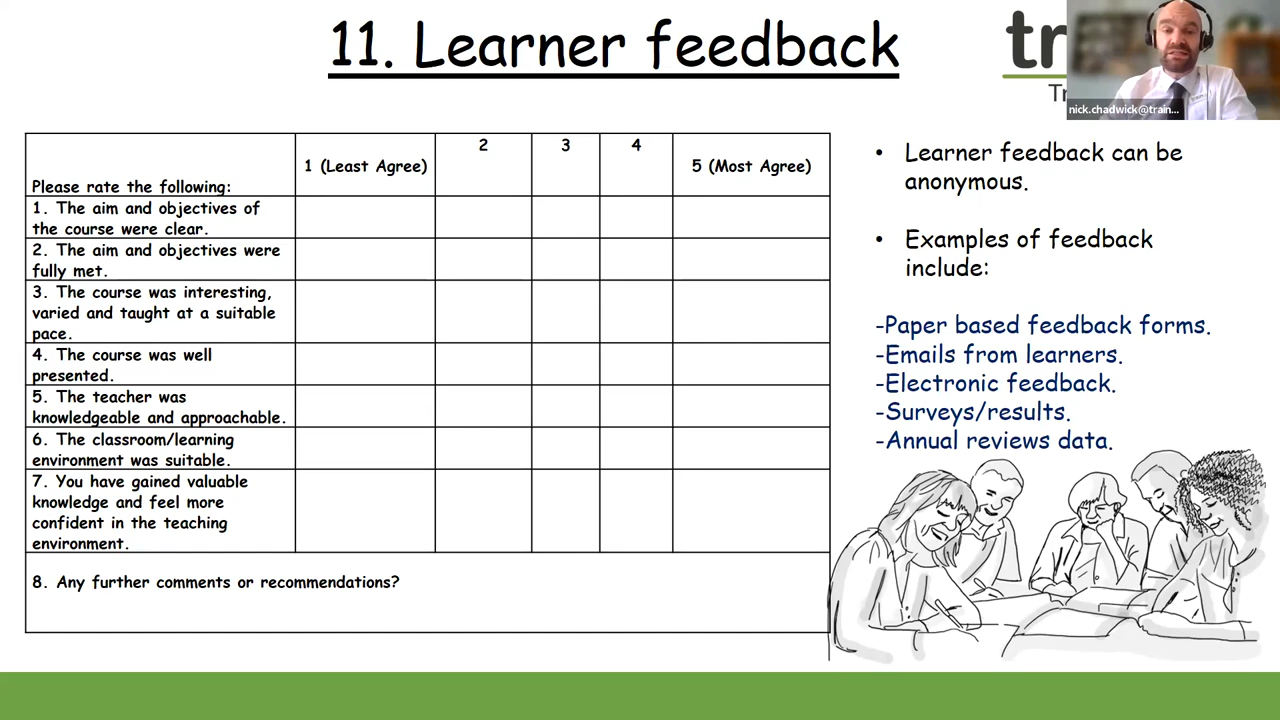 11. Learner feedback
tr
Tr
nick.chadwick@train...
Please rate the following:
1 (Least Agree)
2
3
4
5 (Most Agree)
1. The aim and objectives of
the course were clear.
2. The aim and objectives were
fully met.
3. The course was interesting,
varied and taught at a suitable
pace.
4. The course was well
presented.
5. The teacher was
knowledgeable and approachable.
6. The classroom/learning
environment was suitable.
7. You have gained valuable
knowledge and feel more
confident in the teaching
environment.
8. Any further comments or recommendations?
• Learner feedback can be
anonymous.
• Examples of feedback
include:
-Paper based feedback forms.
-Emails from learners.
-Electronic feedback.
-Surveys/results.
-Annual reviews data.